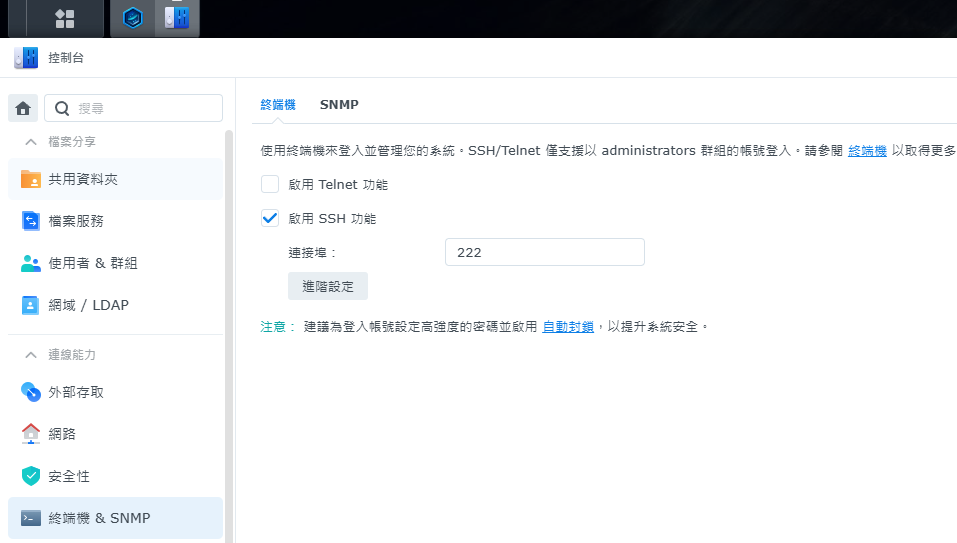 控制台
搜尋
檔案分享
共用資料夾
檔案服務
使用者 & 群組
網域 / LDAP
連線能力
外部存取
網路
安全性
終端機 & SNMP
終端機 SNMP
使用終端機來登入並管理您的系統。SSH/Telnet 僅支援以 administrators 群組的帳號登入。請參閱 終端機 以取得更多
啟用 Telnet 功能
啟用 SSH 功能
連接埠： 222
進階設定
注意： 建議為登入帳號設定高強度的密碼並啟用 自動封鎖，以提升系統安全。